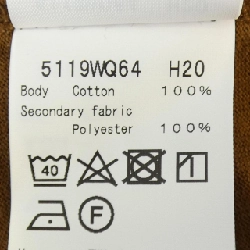 5119WQ64 H20
Body Cotton 100%
Secondary fabric
Polyester 100%
40
1
F